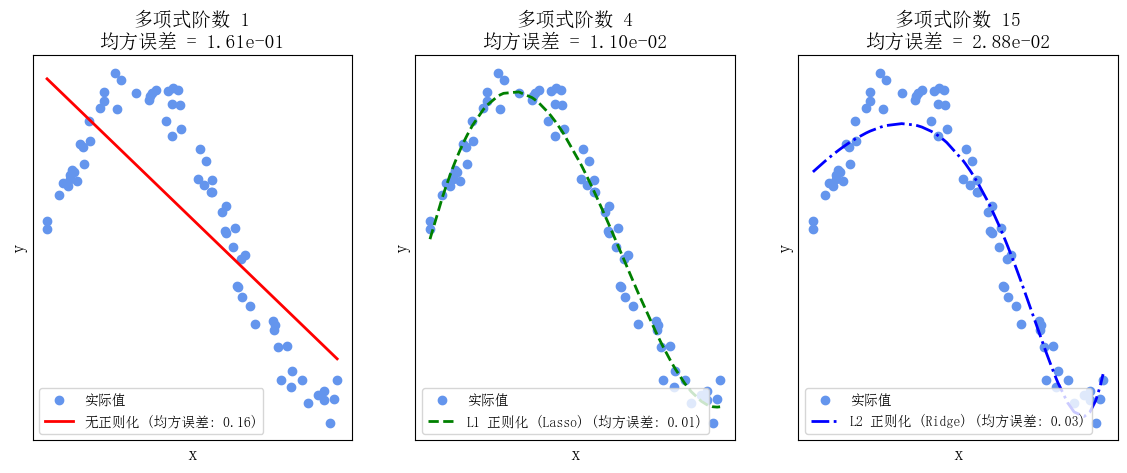 多项式阶数 1
均方误差 = 1.61e-01
y
实际值
无正则化 (均方误差: 0.16)
x
多项式阶数 4
均方误差 = 1.10e-02
y
实际值
L1 正则化 (Lasso) (均方误差: 0.01)
x
多项式阶数 15
均方误差 = 2.88e-02
y
实际值
L2 正则化 (Ridge) (均方误差: 0.03)
x